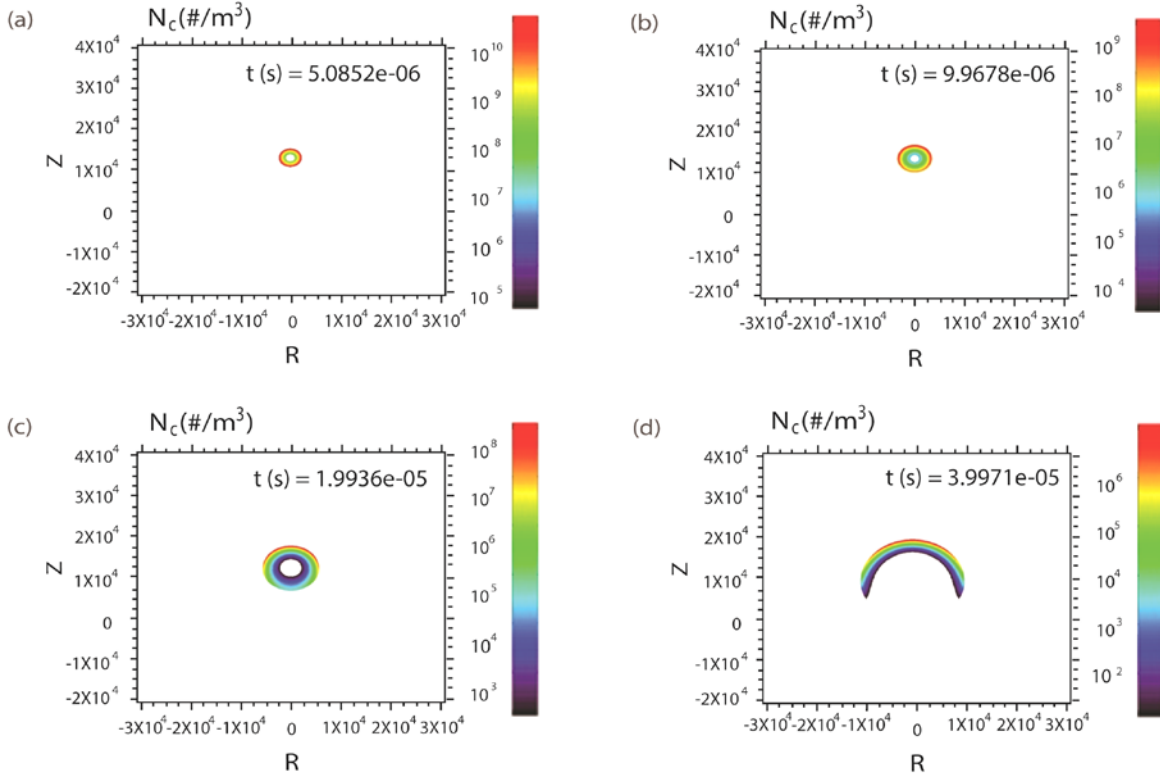 (a)
N_c(#/m^3)
t (s) = 5.0852e-06
4X10^4
3X10^4
2X10^4
1X10^4
0
-1X10^4
-2X10^4
Z
-3X10^4 -2X10^4 -1X10^4 0 1X10^4 2X10^4 3X10^4
R
10^10
10^9
10^8
10^7
10^6
10^5
(b)
N_c(#/m^3)
t (s) = 9.9678e-06
4X10^4
3X10^4
2X10^4
1X10^4
0
-1X10^4
-2X10^4
Z
-3X10^4 -2X10^4 -1X10^4 0 1X10^4 2X10^4 3X10^4
R
10^9
10^8
10^7
10^6
10^5
10^4
(c)
N_c(#/m^3)
t (s) = 1.9936e-05
4X10^4
3X10^4
2X10^4
1X10^4
0
-1X10^4
-2X10^4
Z
-3X10^4 -2X10^4 -1X10^4 0 1X10^4 2X10^4 3X10^4
R
10^8
10^7
10^6
10^5
10^4
10^3
(d)
N_c(#/m^3)
t (s) = 3.9971e-05
4X10^4
3X10^4
2X10^4
1X10^4
0
-1X10^4
-2X10^4
Z
-3X10^4 -2X10^4 -1X10^4 0 1X10^4 2X10^4 3X10^4
R
10^6
10^5
10^4
10^3
10^2